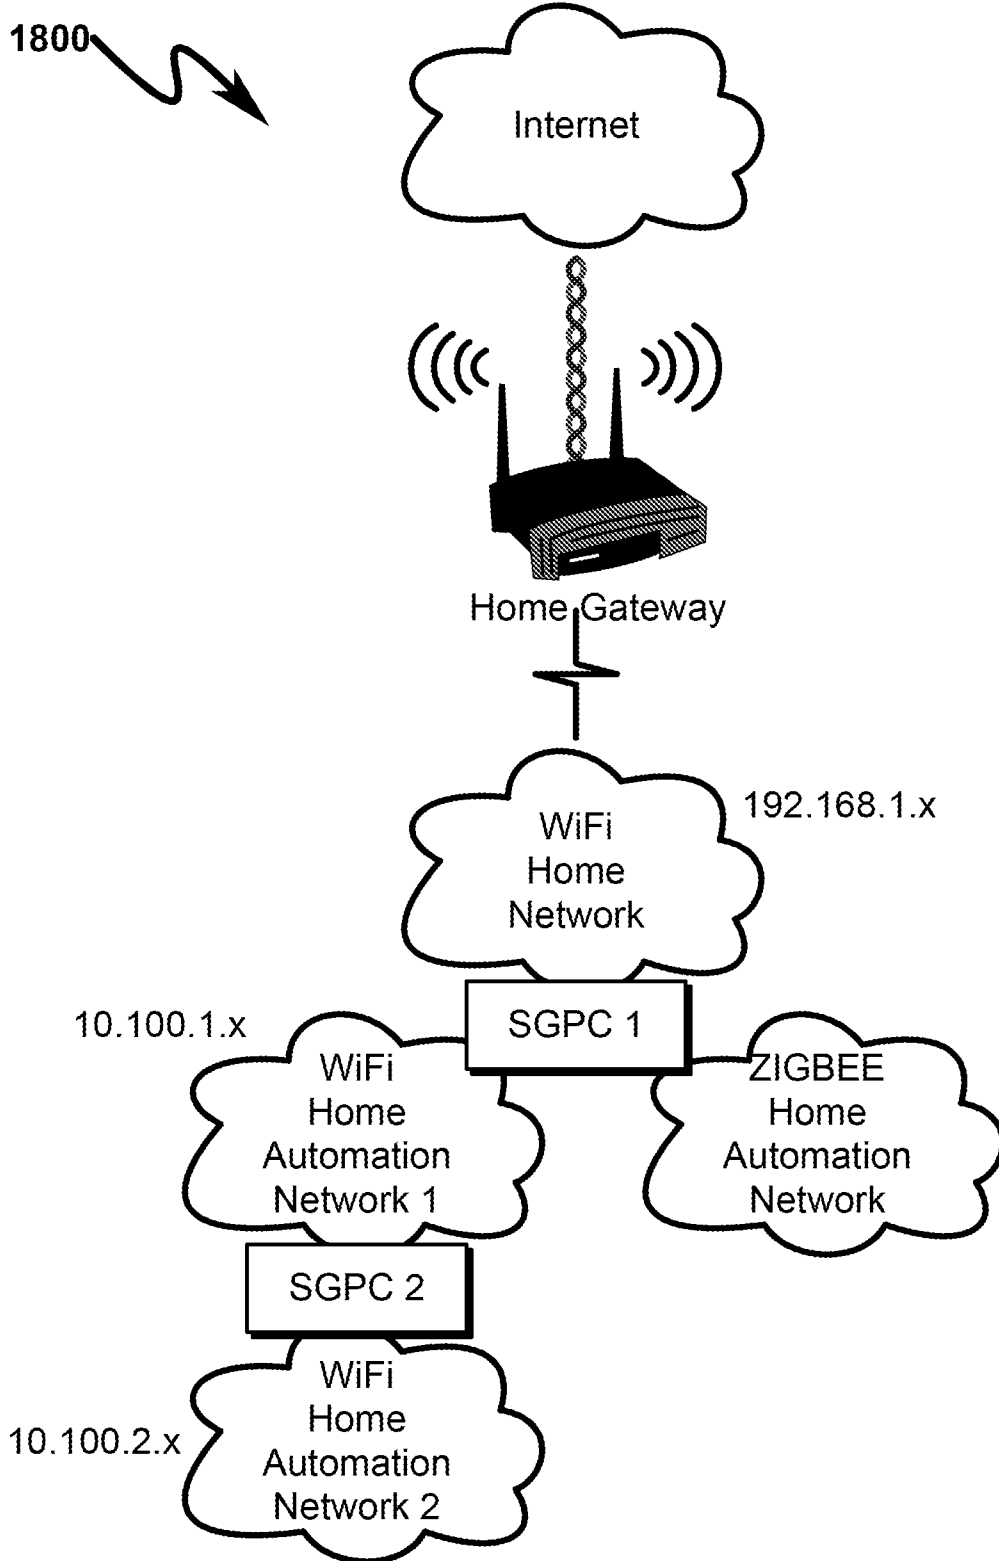 1800
Internet
Home Gateway
192.168.1.x
WiFi
Home
Network
SGPC 1
10.100.1.x
WiFi
Home
Automation
Network 1
ZIGBEE
Home
Automation
Network
SGPC 2
10.100.2.x
WiFi
Home
Automation
Network 2